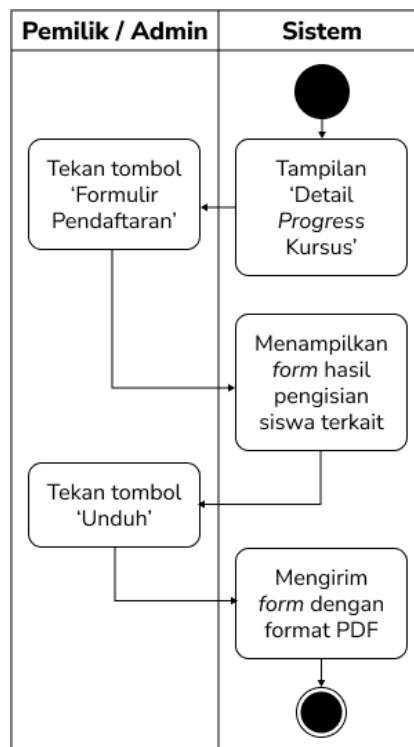 Pemilik / Admin
Sistem
Tekan tombol
‘Formulir
Pendaftaran’
Tampilan
‘Detail
Progress
Kursus’
Menampilkan
form hasil
pengisian
siswa terkait
Tekan tombol
‘Unduh’
Mengirim
form dengan
format PDF